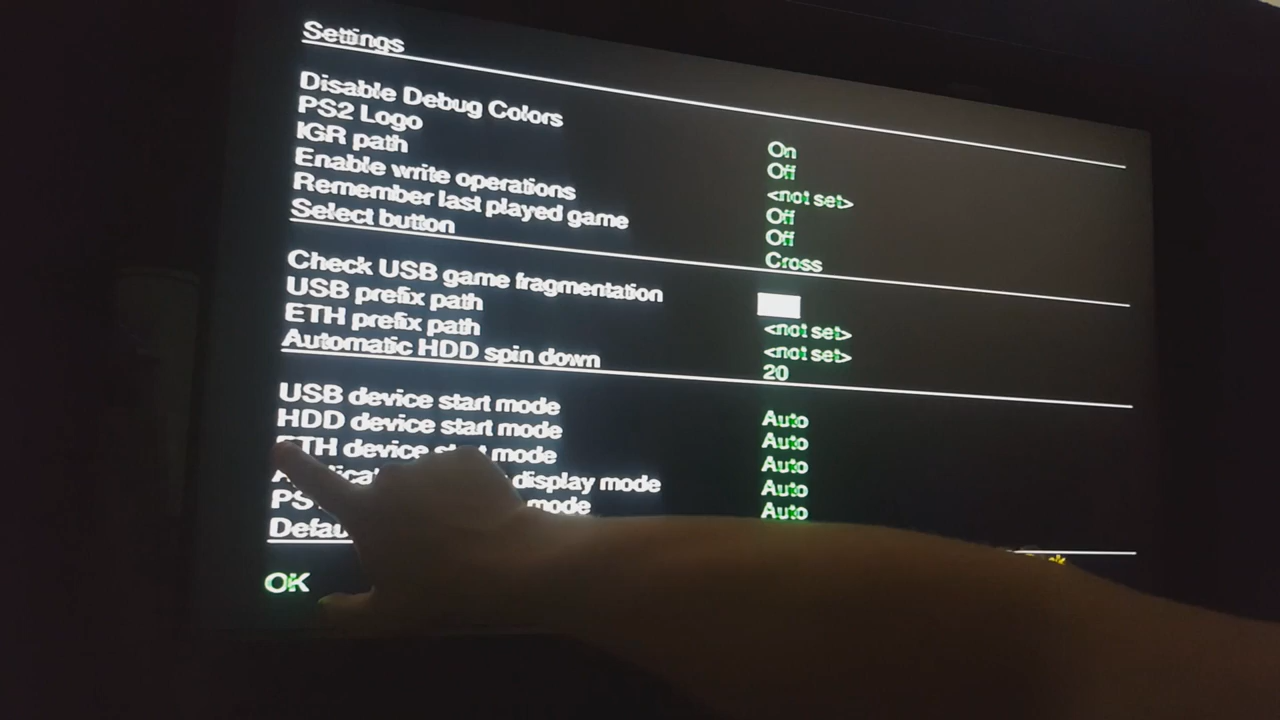 Settings
Disable Debug Colors On
PS2 Logo Off
IGR path <not set>
Enable write operations Off
Remember last played game Off
Select button Cross
Check USB game fragmentation
USB prefix path <not set>
ETH prefix path <not set>
Automatic HDD spin down 20
USB device start mode Auto
HDD device start mode Auto
ETH device mode Auto
display mode Auto
mode Auto
OK